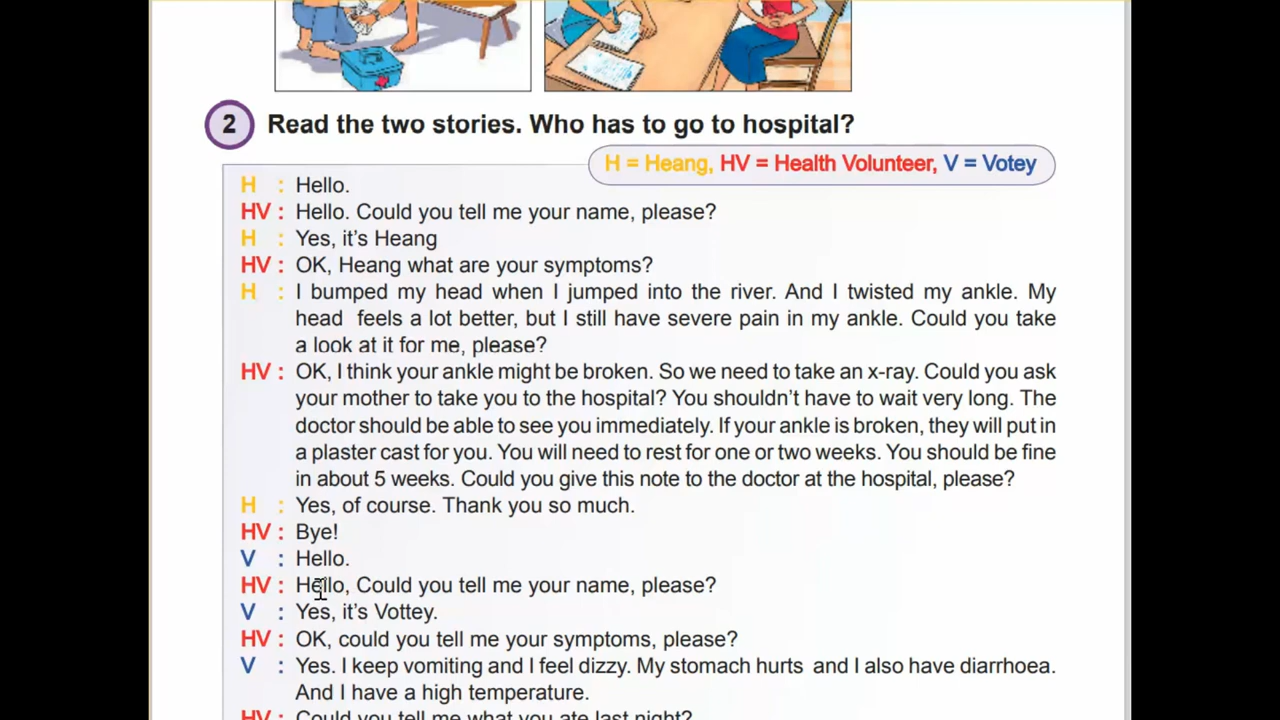 2 Read the two stories. Who has to go to hospital?
H = Heang, HV = Health Volunteer, V = Votey
H : Hello.
HV : Hello. Could you tell me your name, please?
H : Yes, it's Heang
HV : OK, Heang what are your symptoms?
H : I bumped my head when I jumped into the river. And I twisted my ankle. My
head feels a lot better, but I still have severe pain in my ankle. Could you take
a look at it for me, please?
HV : OK, I think your ankle might be broken. So we need to take an x-ray. Could you ask
your mother to take you to the hospital? You shouldn't have to wait very long. The
doctor should be able to see you immediately. If your ankle is broken, they will put in
a plaster cast for you. You will need to rest for one or two weeks. You should be fine
in about 5 weeks. Could you give this note to the doctor at the hospital, please?
H : Yes, of course. Thank you so much.
HV : Bye!
V : Hello.
HV : Hello, Could you tell me your name, please?
V : Yes, it's Vottey.
HV : OK, could you tell me your symptoms, please?
V : Yes. I keep vomiting and I feel dizzy. My stomach hurts and I also have diarrhoea.
And I have a high temperature.
HV : Could you tell me what you ate last night?